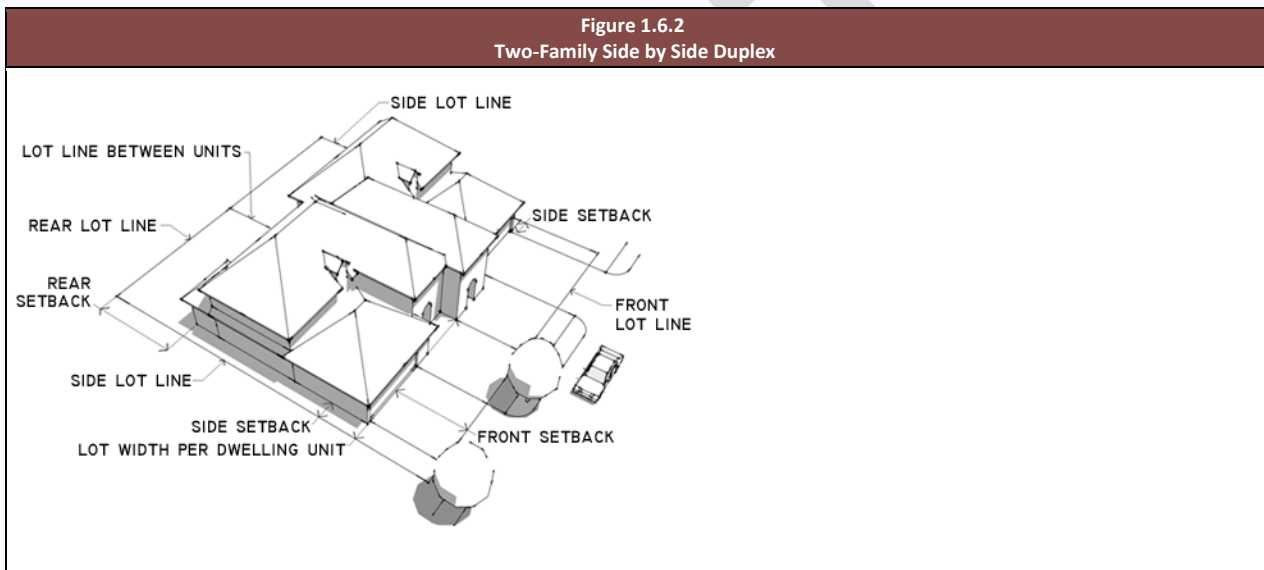 Figure 1.6.2
Two-Family Side by Side Duplex
SIDE LOT LINE
LOT LINE BETWEEN UNITS
SIDE SETBACK
REAR LOT LINE
REAR
SETBACK
FRONT
LOT LINE
SIDE LOT LINE
SIDE SETBACK
FRONT SETBACK
LOT WIDTH PER DWELLING UNIT